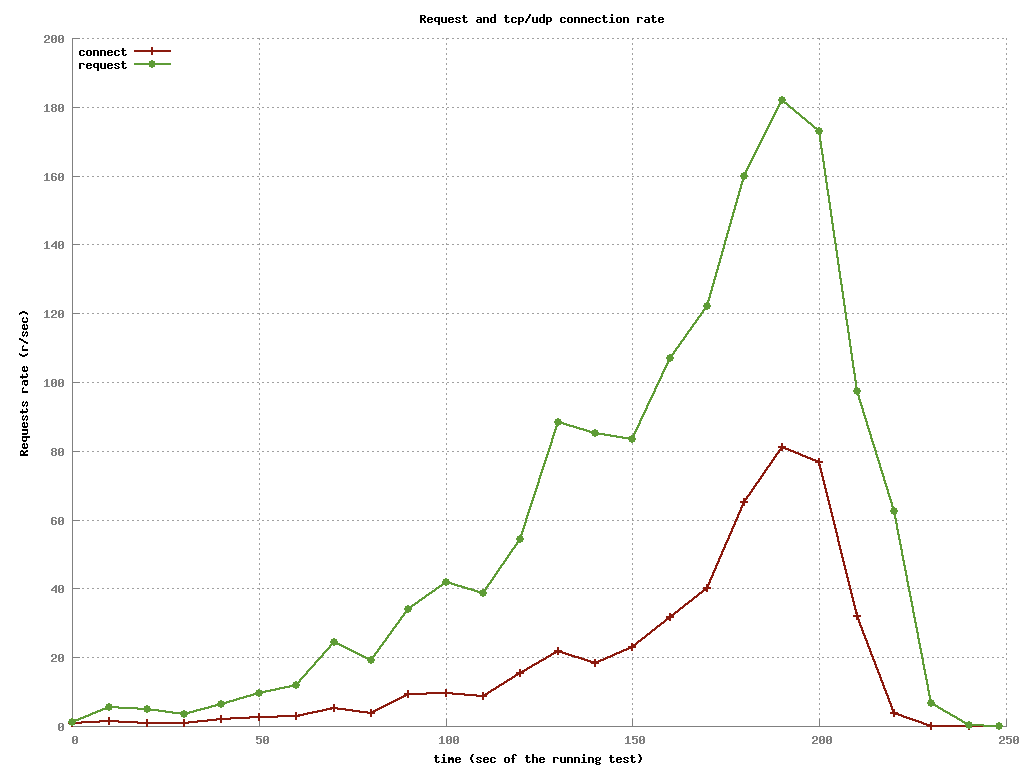 Request and tcp/udp connection rate
connect
request
200
180
160
140
120
100
80
60
40
20
0
Requests rate (r/sec)
0 50 100 150 200 250
time (sec of the running test)